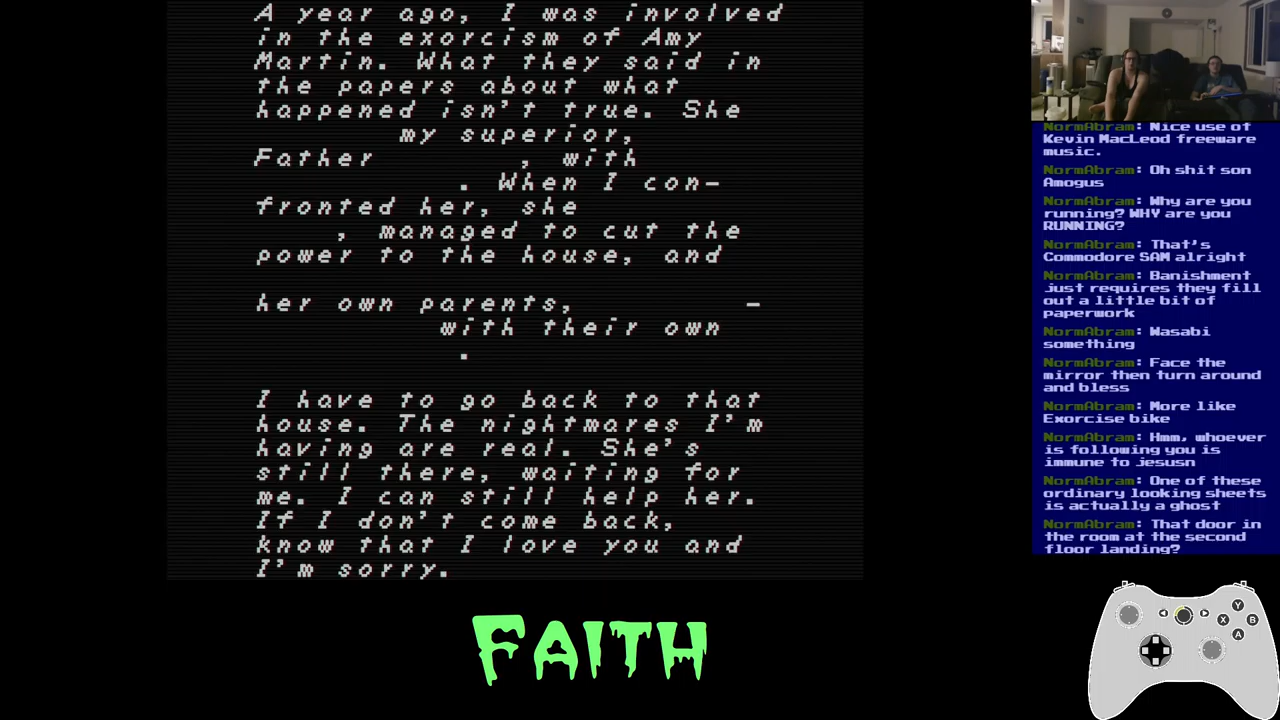 A year ago, I was involved
in the exorcism of Amy
Martin. What they said in
the papers about what
happened isn't true. She
my superior,
Father , with
. When I con-
fronted her, she
, managed to cut the
power to the house, and
her own parents, -
with their own
.
I have to go back to that
house. The nightmares I'm
having are real. She's
still there, waiting for
me. I can still help her.
If I don't come back,
know that I love you and
I'm sorry.
FAITH
NormAbram: Nice use of
Kevin MacLeod freeware
music.
NormAbram: Oh shit son
Amogus
NormAbram: Why are you
running? WHY are you
RUNNING?
NormAbram: That's
Commodore SAM alright
NormAbram: Banishment
just requires they fill
out a little bit of
paperwork
NormAbram: Wasabi
something
NormAbram: Face the
mirror then turn around
and bless
NormAbram: More like
Exorcise bike
NormAbram: Hmm, whoever
is following you is
immune to jesusn
NormAbram: One of these
ordinary looking sheets
is actually a ghost
NormAbram: That door in
the room at the second
floor landing?
Y
X
B
A